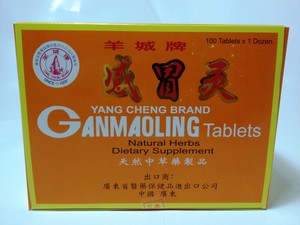 羊城牌
100 Tablets x 1 Dozen
感冒灵
YANG CHENG BRAND
GANMAOLING Tablets
Natural Herbs
Dietary Supplement
天然中草藥製品
出口商:
廣東省醫藥保健品進出口公司
中國 廣東